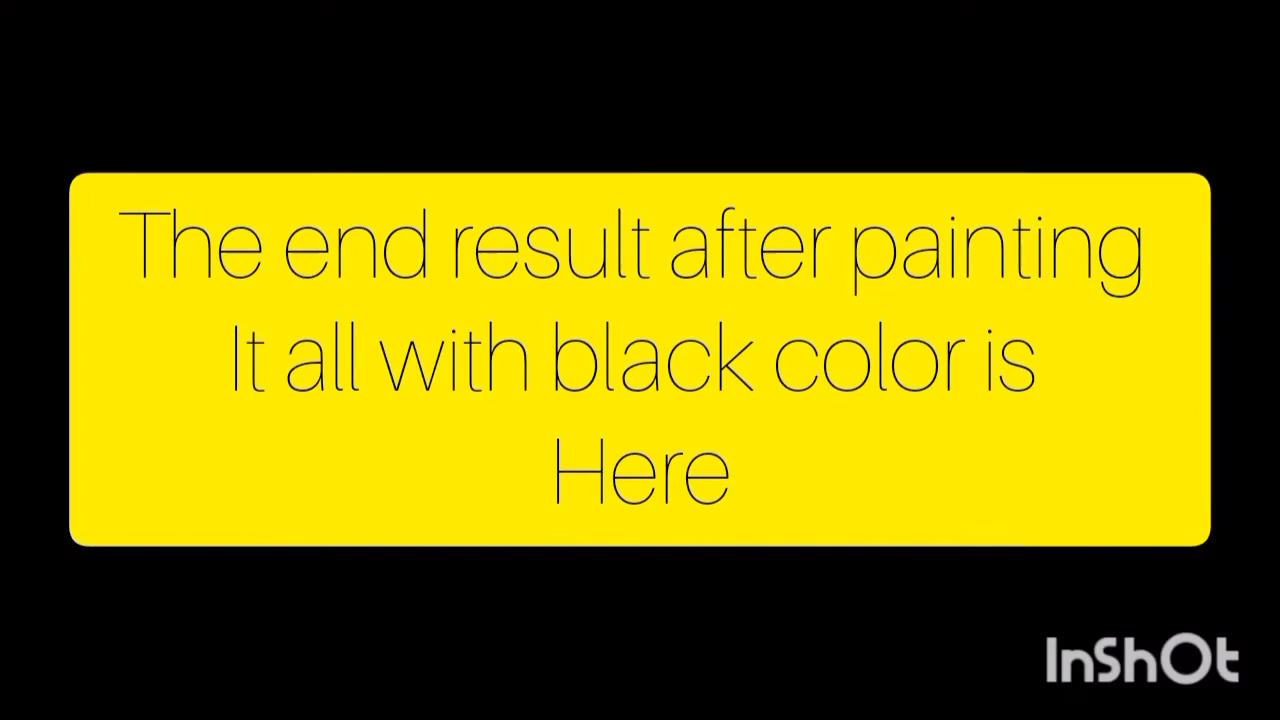 The end result after painting
It all with black color is
Here
InShOt